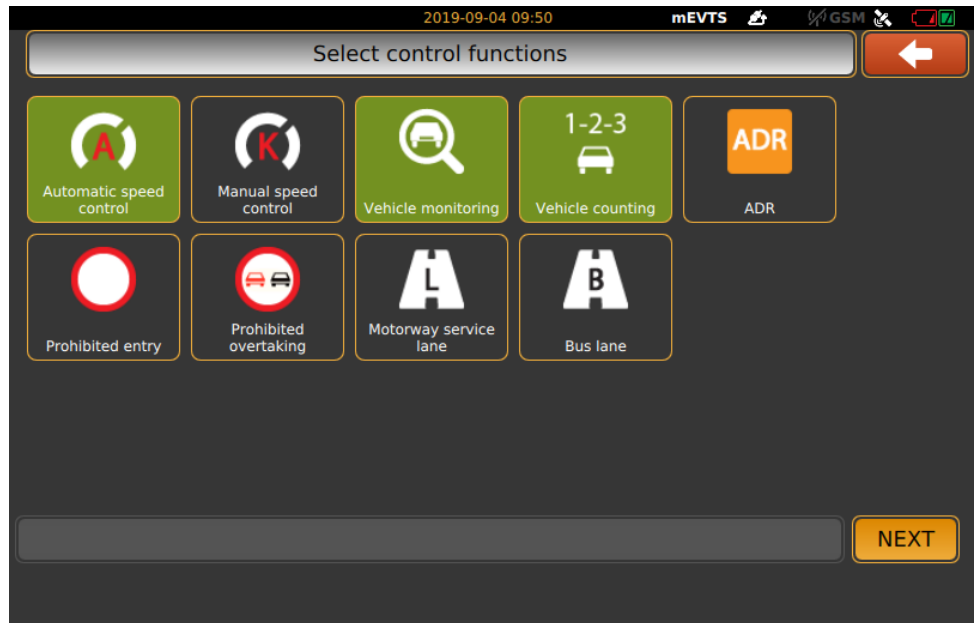 2019-09-04 09:50 mEVTS GSM
Select control functions
A
Automatic speed
control
K
Manual speed
control
Vehicle monitoring
1-2-3
Vehicle counting
ADR
ADR
Prohibited entry
Prohibited
overtaking
L
Motorway service
lane
B
Bus lane
NEXT